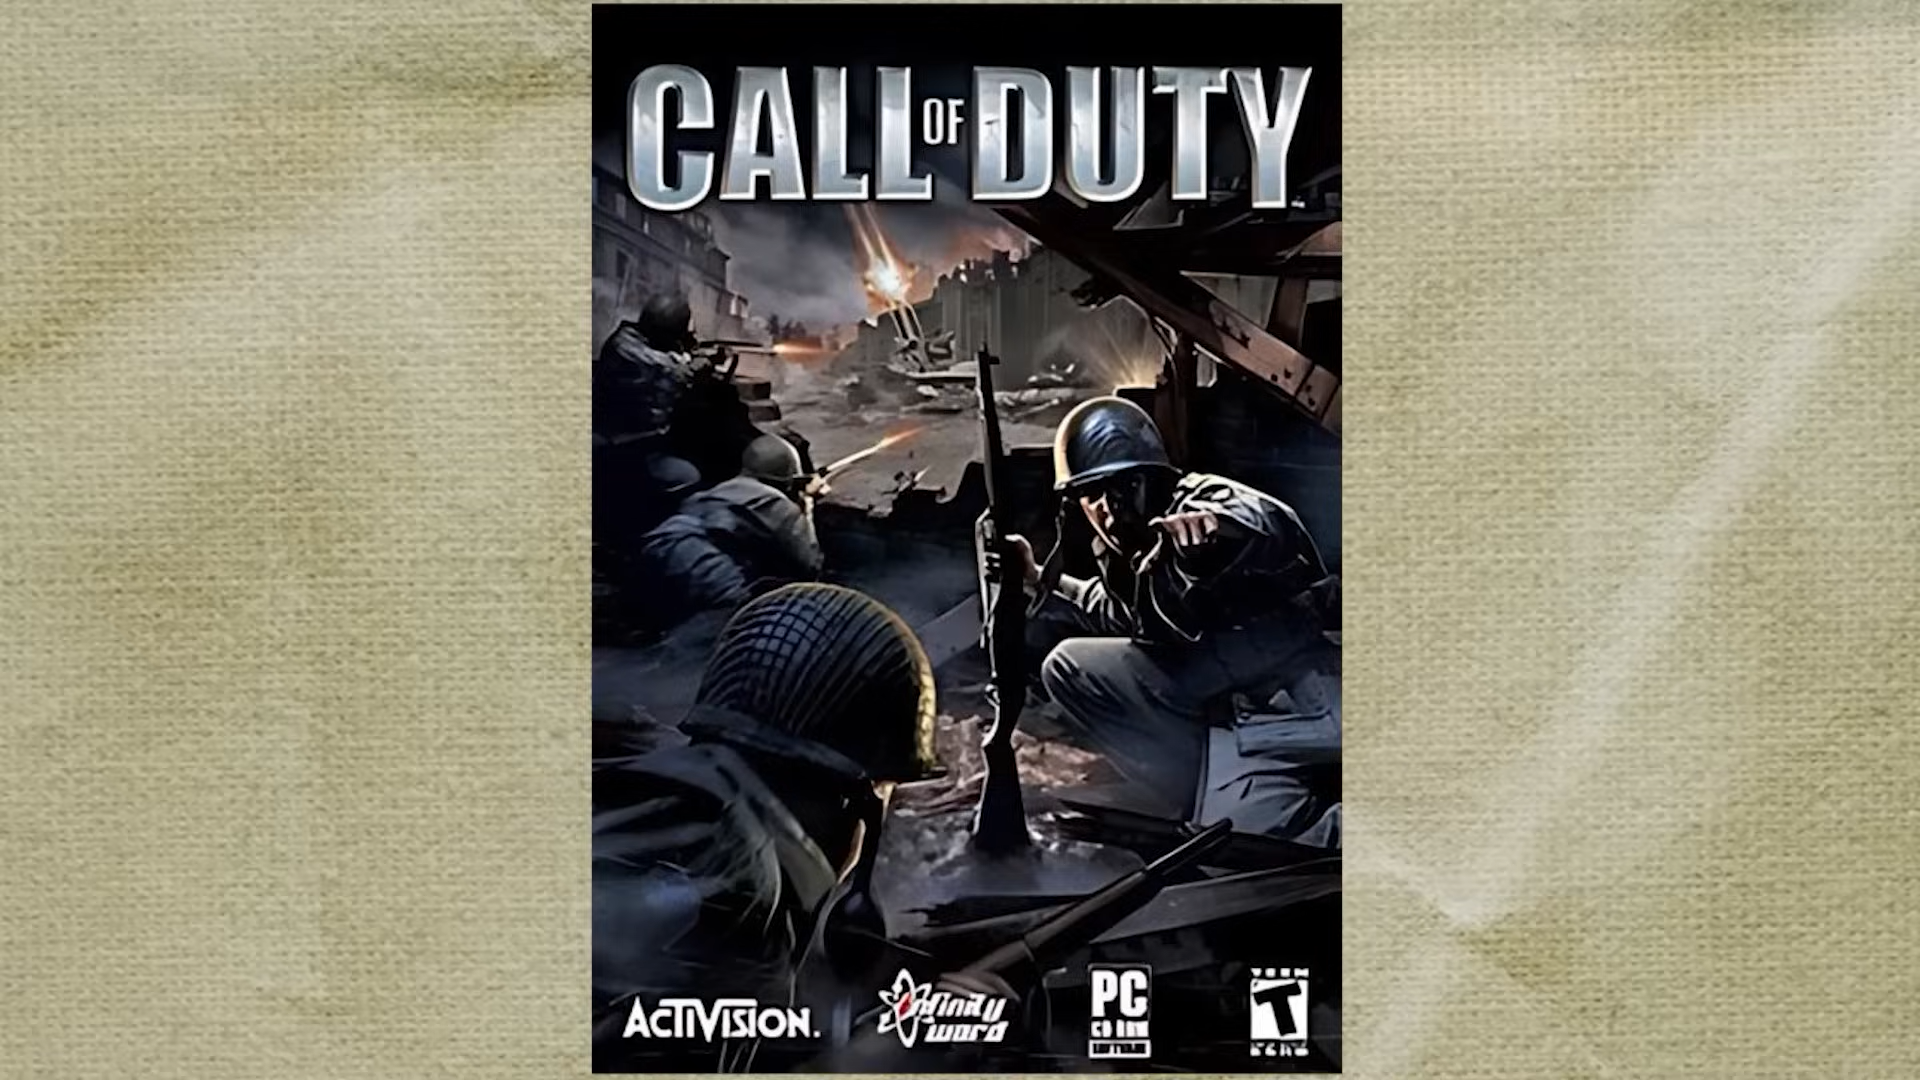 CALL OF DUTY
ACTIVISION.
Infinity
Ward
PC
CD ROM
T